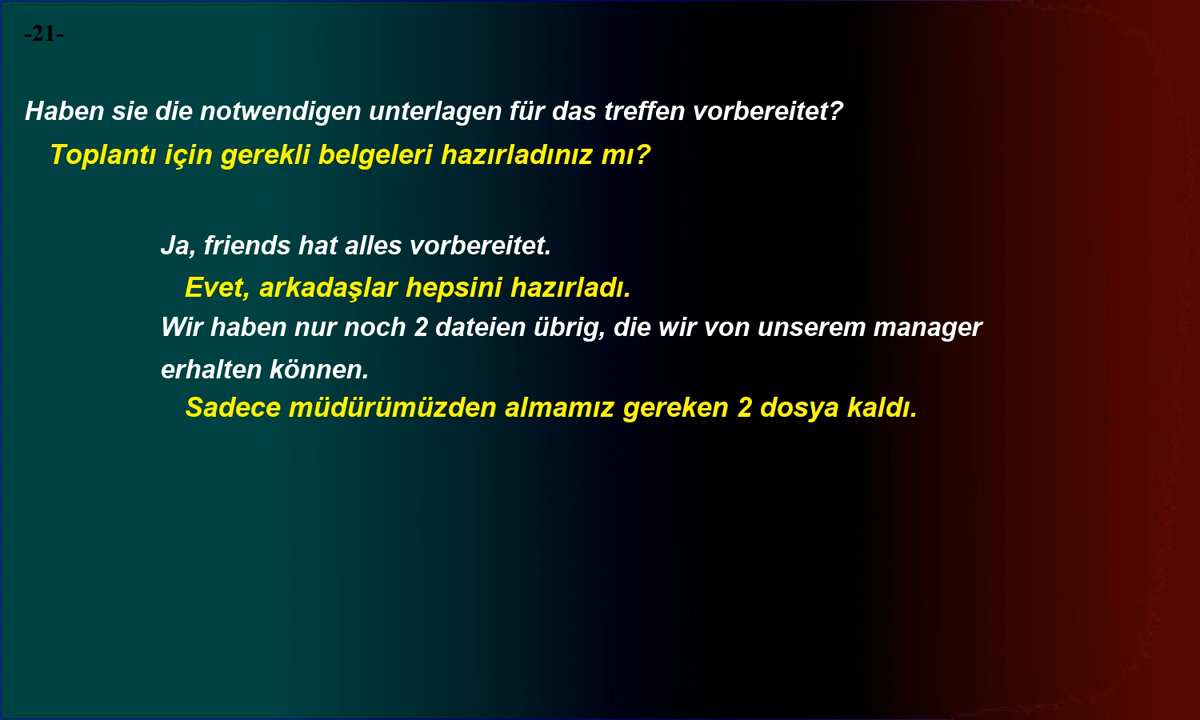 -21-
Haben sie die notwendigen unterlagen für das treffen vorbereitet?
Toplantı için gerekli belgeleri hazırladınız mı?
Ja, friends hat alles vorbereitet.
Evet, arkadaşlar hepsini hazırladı.
Wir haben nur noch 2 dateien übrig, die wir von unserem manager
erhalten können.
Sadece müdürümüzden almamız gereken 2 dosya kaldı.